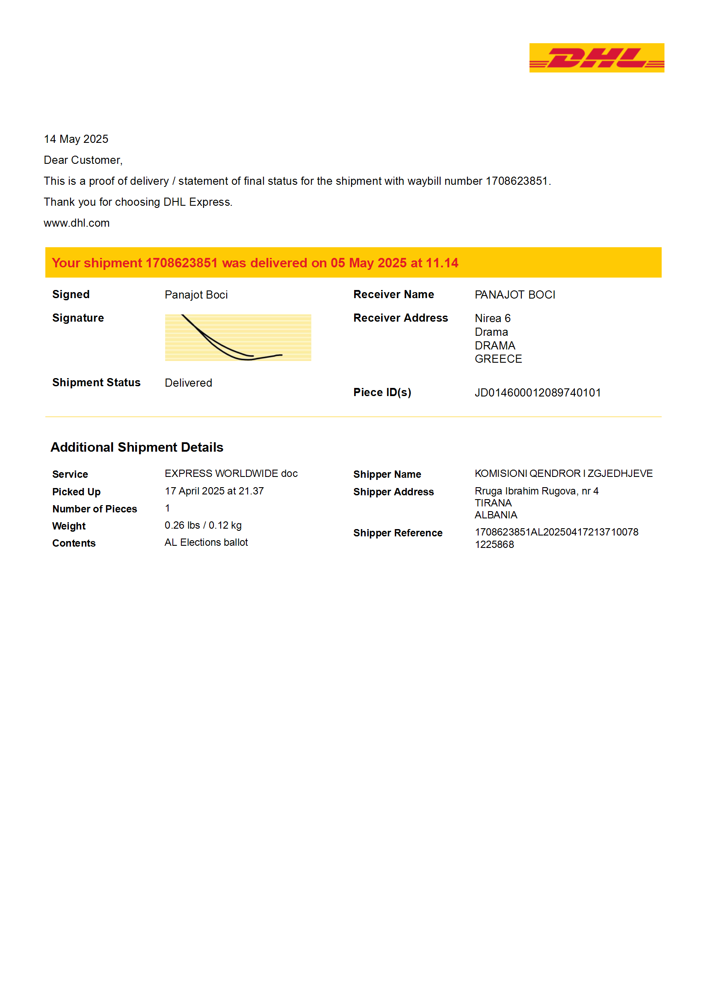 DHL
14 May 2025
Dear Customer,
This is a proof of delivery / statement of final status for the shipment with waybill number 1708623851.
Thank you for choosing DHL Express.
www.dhl.com
Your shipment 1708623851 was delivered on 05 May 2025 at 11.14
Signed Panajot Boci
Receiver Name PANAJOT BOCI
Signature
Receiver Address Nirea 6
Drama
DRAMA
GREECE
Shipment Status Delivered
Piece ID(s) JD014600012089740101
Additional Shipment Details
Service EXPRESS WORLDWIDE doc
Shipper Name KOMISIONI QENDROR I ZGJEDHJEVE
Picked Up 17 April 2025 at 21.37
Shipper Address Rruga Ibrahim Rugova, nr 4
TIRANA
ALBANIA
Number of Pieces 1
Weight 0.26 lbs / 0.12 kg
Shipper Reference 1708623851AL20250417213710078
1225868
Contents AL Elections ballot